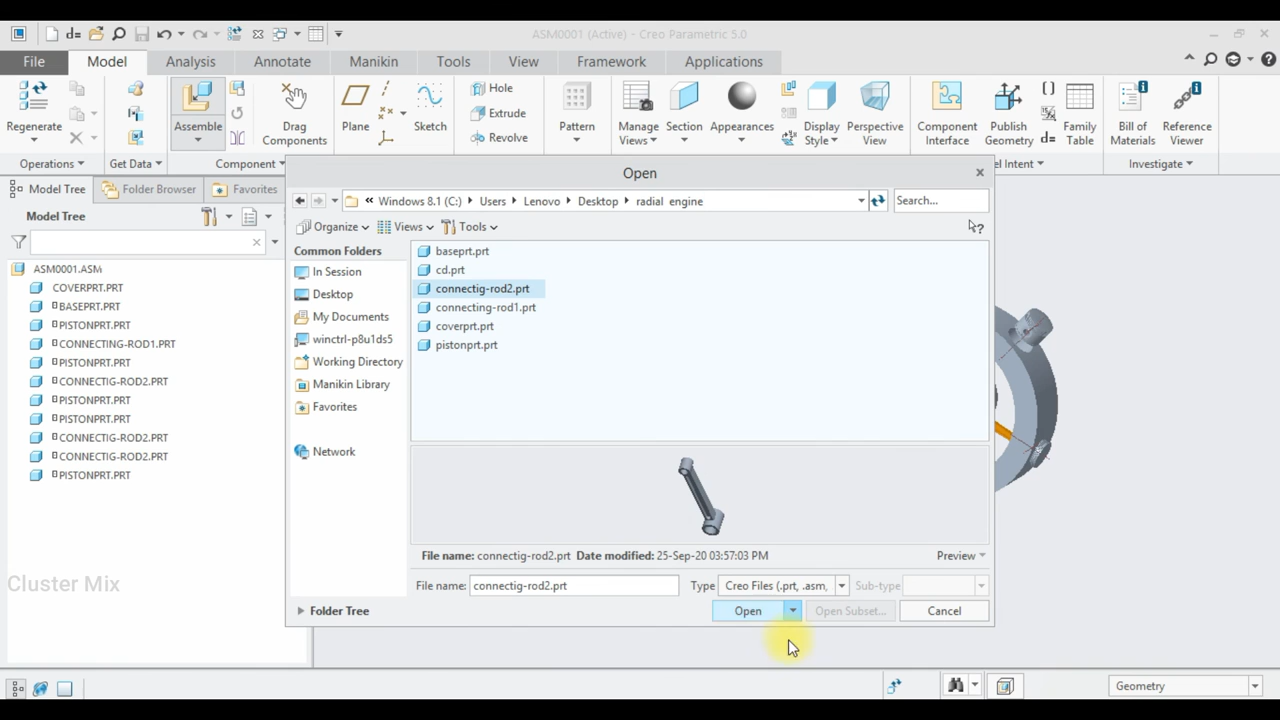 ASM0001 (Active) - Creo Parametric 5.0
File Model Analysis Annotate Manikin Tools View Framework Applications
Regenerate Assemble Drag Components Plane Sketch Hole Extrude Revolve Pattern Manage Views Section Appearances Display Style Perspective View Component Interface Publish Geometry Family Table Bill of Materials Reference Viewer
Operations Get Data Component el Intent Investigate
Model Tree Folder Browser Favorites
Model Tree
ASM0001.ASM
COVERPRT.PRT
BASEPRT.PRT
PISTONPRT.PRT
CONNECTING-ROD1.PRT
PISTONPRT.PRT
CONNECTIG-ROD2.PRT
PISTONPRT.PRT
PISTONPRT.PRT
CONNECTIG-ROD2.PRT
CONNECTIG-ROD2.PRT
PISTONPRT.PRT
Cluster Mix
Open
« Windows 8.1 (C:) Users Lenovo Desktop radial engine Search...
Organize Views Tools
Common Folders
In Session
Desktop
My Documents
winctrl-p8u1ds5
Working Directory
Manikin Library
Favorites
Network
baseprt.prt
cd.prt
connectig-rod2.prt
connecting-rod1.prt
coverprt.prt
pistonprt.prt
File name: connectig-rod2.prt Date modified: 25-Sep-20 03:57:03 PM Preview
File name: connectig-rod2.prt Type Creo Files (.prt, .asm, Sub-type
Folder Tree Open Open Subset... Cancel
Geometry